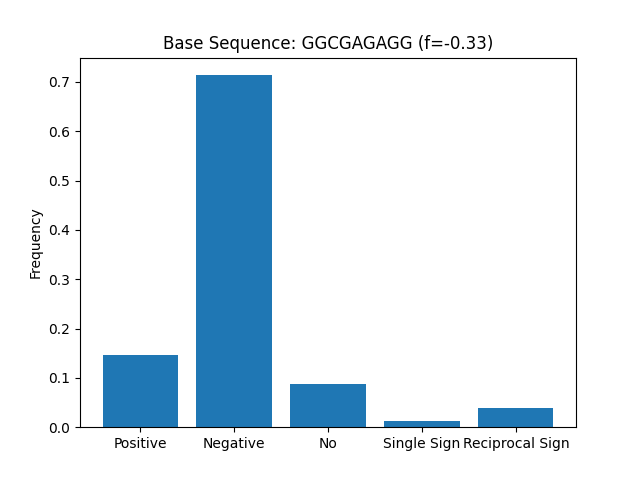 Base Sequence: GGCGAGAGG (f=-0.33)
0.7
0.6
0.5
0.4
0.3
0.2
0.1
0.0
Frequency
Positive
Negative
No
Single Sign
Reciprocal Sign